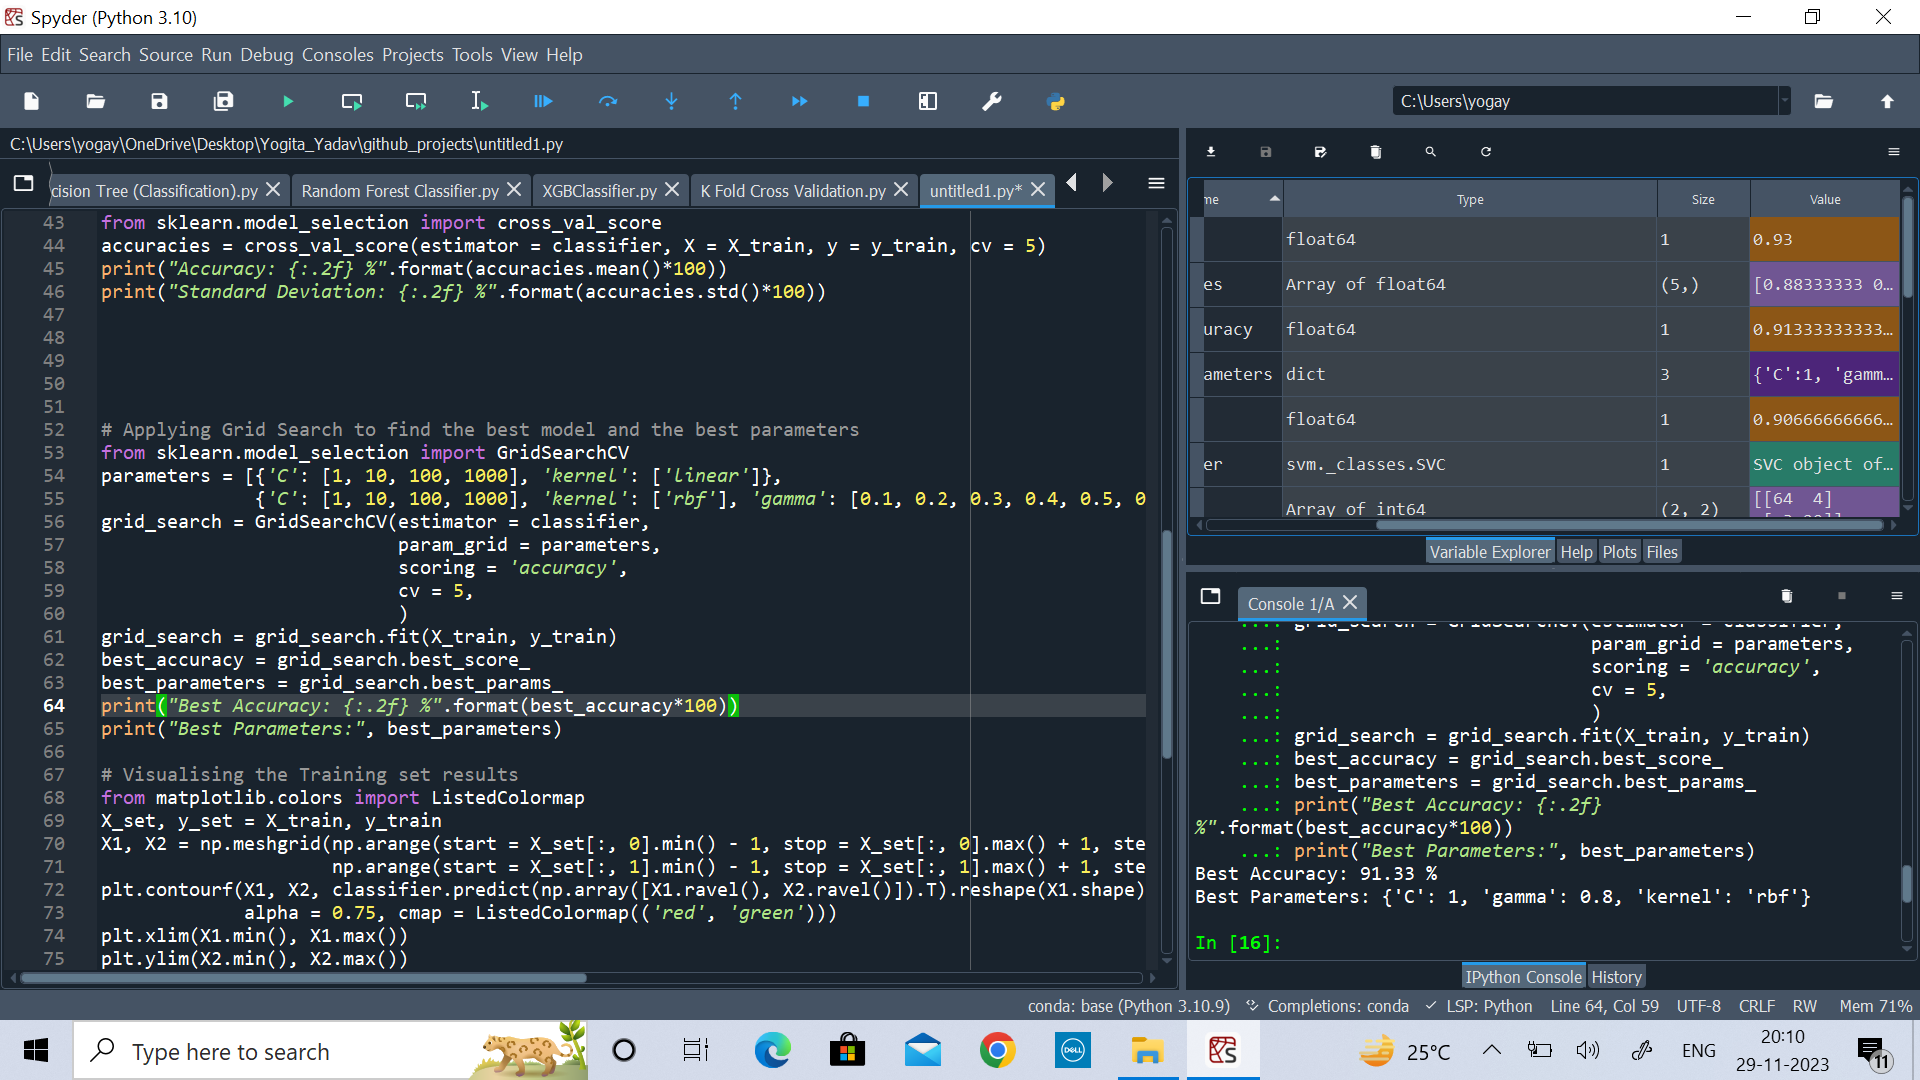 Spyder (Python 3.10)
File Edit Search Source Run Debug Consoles Projects Tools View Help
C:\Users\yogay
C:\Users\yogay\OneDrive\Desktop\Yogita_Yadav\github_projects\untitled1.py
cision Tree (Classification).py Random Forest Classifier.py XGBClassifier.py K Fold Cross Validation.py untitled1.py*
43 from sklearn.model_selection import cross_val_score
44 accuracies = cross_val_score(estimator = classifier, X = X_train, y = y_train, cv = 5)
45 print("Accuracy: {:.2f} %".format(accuracies.mean()*100))
46 print("Standard Deviation: {:.2f} %".format(accuracies.std()*100))
47
48
49
50
51
52 # Applying Grid Search to find the best model and the best parameters
53 from sklearn.model_selection import GridSearchCV
54 parameters = [{'C': [1, 10, 100, 1000], 'kernel': ['linear']},
55 {'C': [1, 10, 100, 1000], 'kernel': ['rbf'], 'gamma': [0.1, 0.2, 0.3, 0.4, 0.5, 0
56 grid_search = GridSearchCV(estimator = classifier,
57 param_grid = parameters,
58 scoring = 'accuracy',
59 cv = 5,
60 )
61 grid_search = grid_search.fit(X_train, y_train)
62 best_accuracy = grid_search.best_score_
63 best_parameters = grid_search.best_params_
64 print("Best Accuracy: {:.2f} %".format(best_accuracy*100))
65 print("Best Parameters:", best_parameters)
66
67 # Visualising the Training set results
68 from matplotlib.colors import ListedColormap
69 X_set, y_set = X_train, y_train
70 X1, X2 = np.meshgrid(np.arange(start = X_set[:, 0].min() - 1, stop = X_set[:, 0].max() + 1, ste
71 np.arange(start = X_set[:, 1].min() - 1, stop = X_set[:, 1].max() + 1, ste
72 plt.contourf(X1, X2, classifier.predict(np.array([X1.ravel(), X2.ravel()]).T).reshape(X1.shape)
73 alpha = 0.75, cmap = ListedColormap(('red', 'green')))
74 plt.xlim(X1.min(), X1.max())
75 plt.ylim(X2.min(), X2.max())
me Type Size Value
float64 1 0.93
es Array of float64 (5,) [0.88333333 0…
uracy float64 1 0.91333333333…
ameters dict 3 {'C':1, 'gamm…
float64 1 0.90666666666…
er svm._classes.SVC 1 SVC object of…
Array of int64 (2, 2) [[64 4]
Variable Explorer Help Plots Files
Console 1/A
...: grid_search = GridSearchCV(estimator = classifier,
...: param_grid = parameters,
...: scoring = 'accuracy',
...: cv = 5,
...: )
...: grid_search = grid_search.fit(X_train, y_train)
...: best_accuracy = grid_search.best_score_
...: best_parameters = grid_search.best_params_
...: print("Best Accuracy: {:.2f}
%".format(best_accuracy*100))
...: print("Best Parameters:", best_parameters)
Best Accuracy: 91.33 %
Best Parameters: {'C': 1, 'gamma': 0.8, 'kernel': 'rbf'}
In [16]:
IPython Console History
conda: base (Python 3.10.9) Completions: conda LSP: Python Line 64, Col 59 UTF-8 CRLF RW Mem 71%
Type here to search
DELL
25°C
ENG
20:10
29-11-2023
11